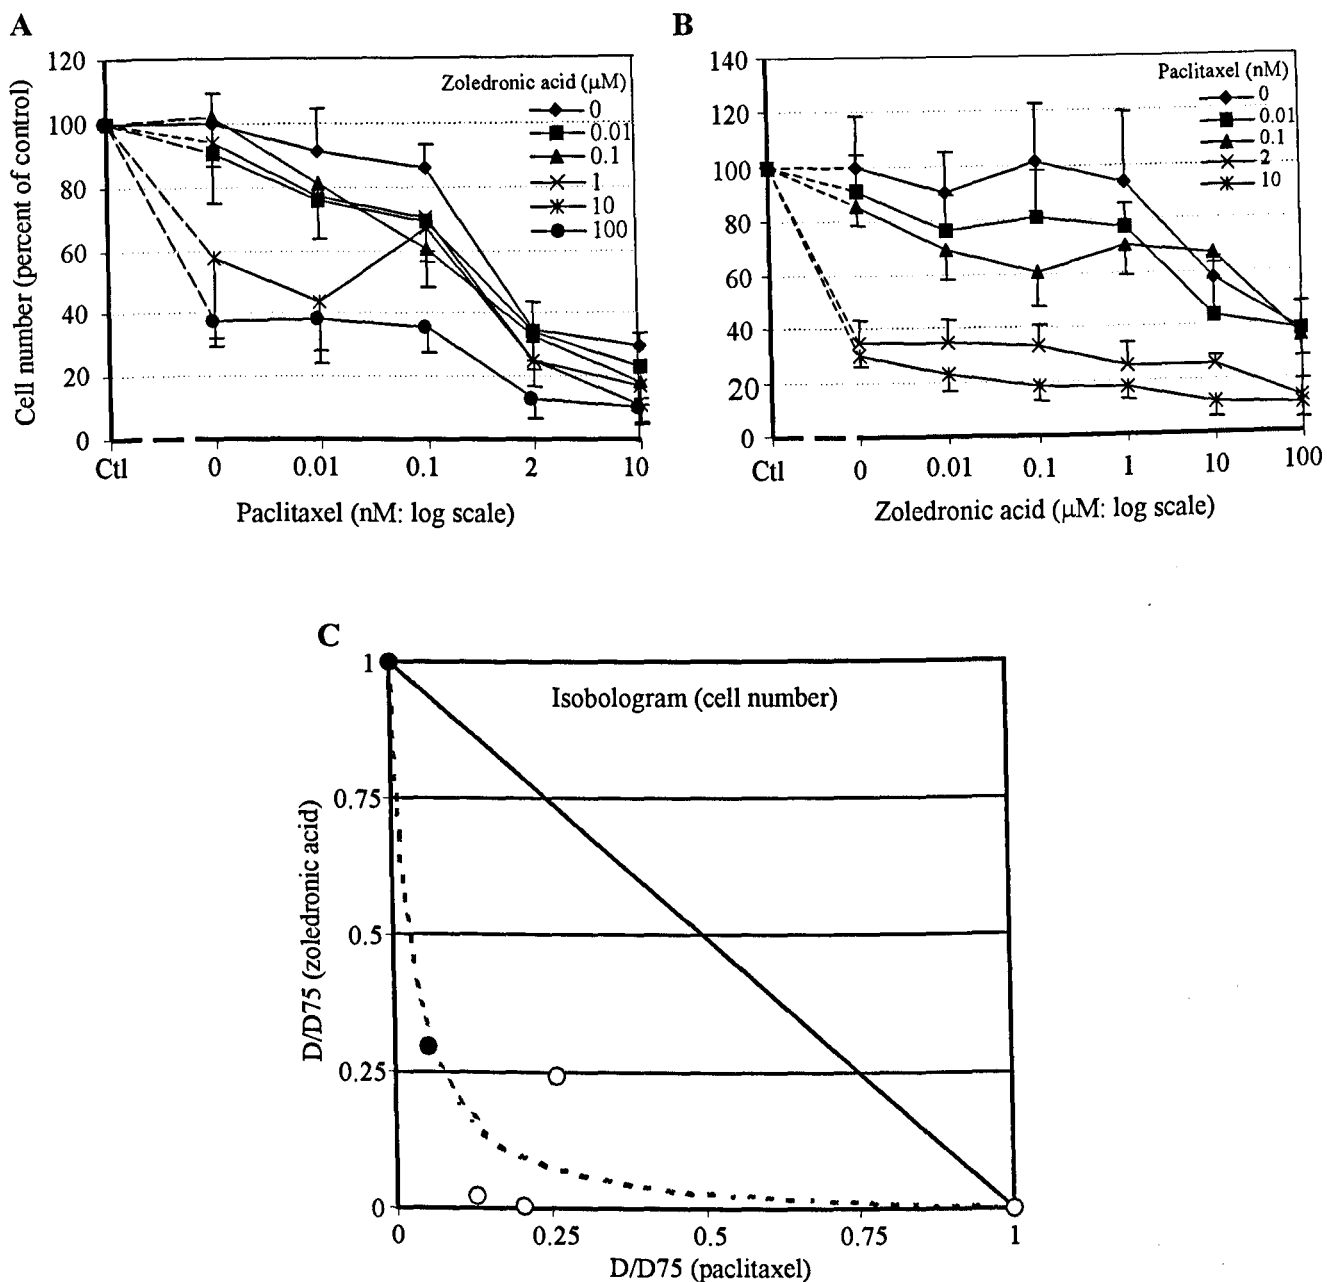 A
Cell number (percent of control)
120
100
80
60
40
20
0
Zoledronic acid (μM)
0
0.01
0.1
1
10
100
Ctl 0 0.01 0.1 2 10
Paclitaxel (nM: log scale)
B
140
120
100
80
60
40
20
0
Paclitaxel (nM)
0
0.01
0.1
2
10
Ctl 0 0.01 0.1 1 10 100
Zoledronic acid (μM: log scale)
C
Isobologram (cell number)
D/D75 (zoledronic acid)
1
0.75
0.5
0.25
0
0 0.25 0.5 0.75 1
D/D75 (paclitaxel)